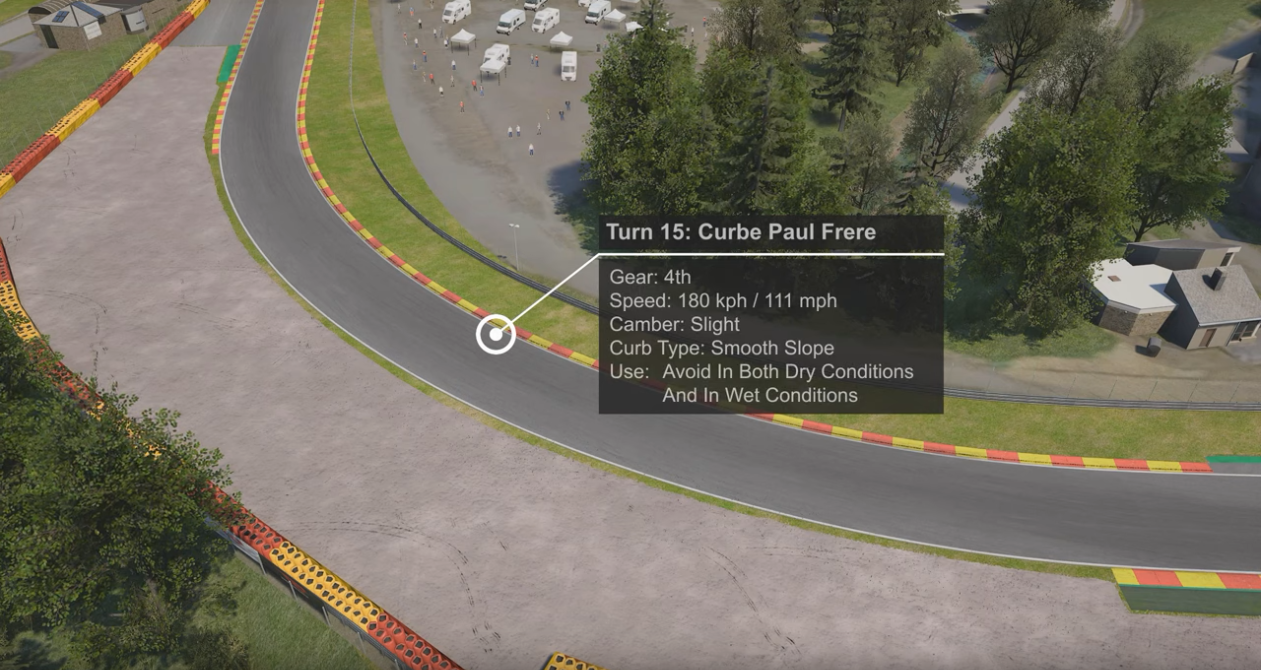 Turn 15: Curbe Paul Frere
Gear: 4th
Speed: 180 kph / 111 mph
Camber: Slight
Curb Type: Smooth Slope
Use: Avoid In Both Dry Conditions
And In Wet Conditions